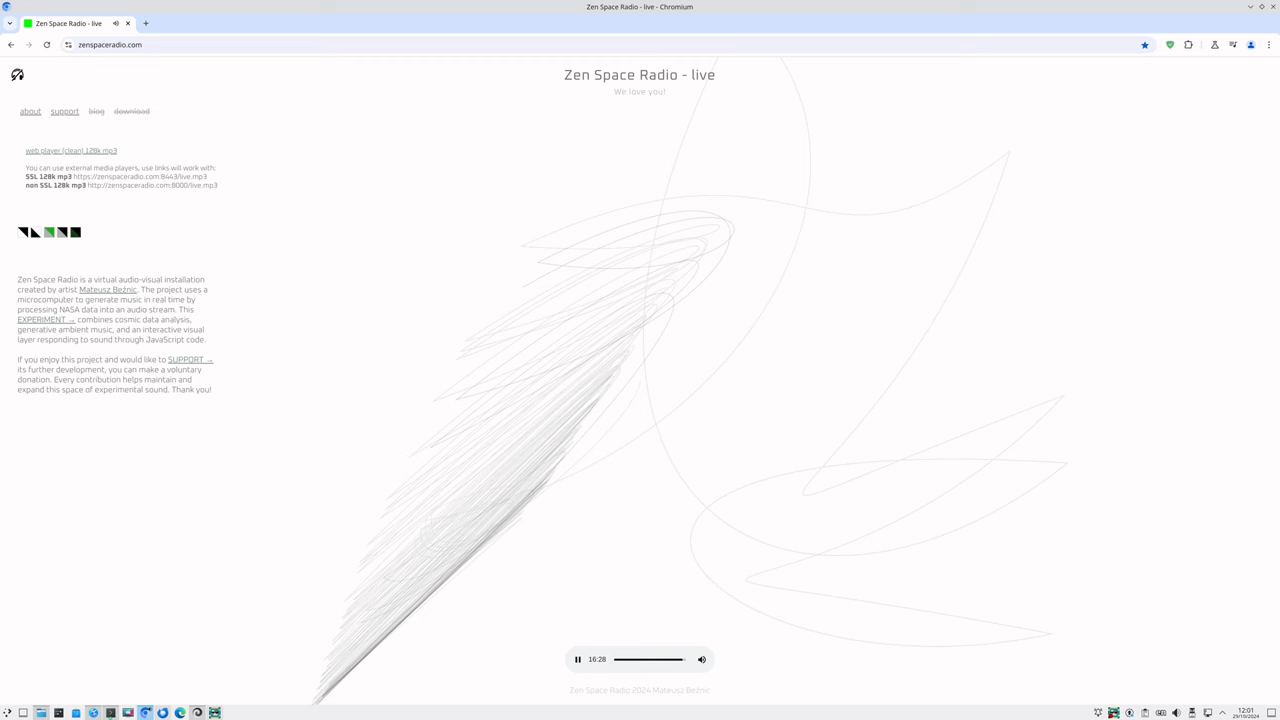 Zen Space Radio - live - Chromium
Zen Space Radio - live
zenspaceradio.com
Zen Space Radio - live
We love you!
about support blog download
web player (clean) 128k mp3
You can use external media players, use links will work with:
SSL 128k mp3 https://zenspaceradio.com:8443/live.mp3
non SSL 128k mp3 http://zenspaceradio.com:8000/live.mp3
Zen Space Radio is a virtual audio-visual installation
created by artist Mateusz Beźnic. The project uses a
microcomputer to generate music in real time by
processing NASA data into an audio stream. This
EXPERIMENT → combines cosmic data analysis,
generative ambient music, and an interactive visual
layer responding to sound through JavaScript code.
If you enjoy this project and would like to SUPPORT →
its further development, you can make a voluntary
donation. Every contribution helps maintain and
expand this space of experimental sound. Thank you!
16:28
Zen Space Radio 2024 Mateusz Beźnic
12:01
29/10/2024